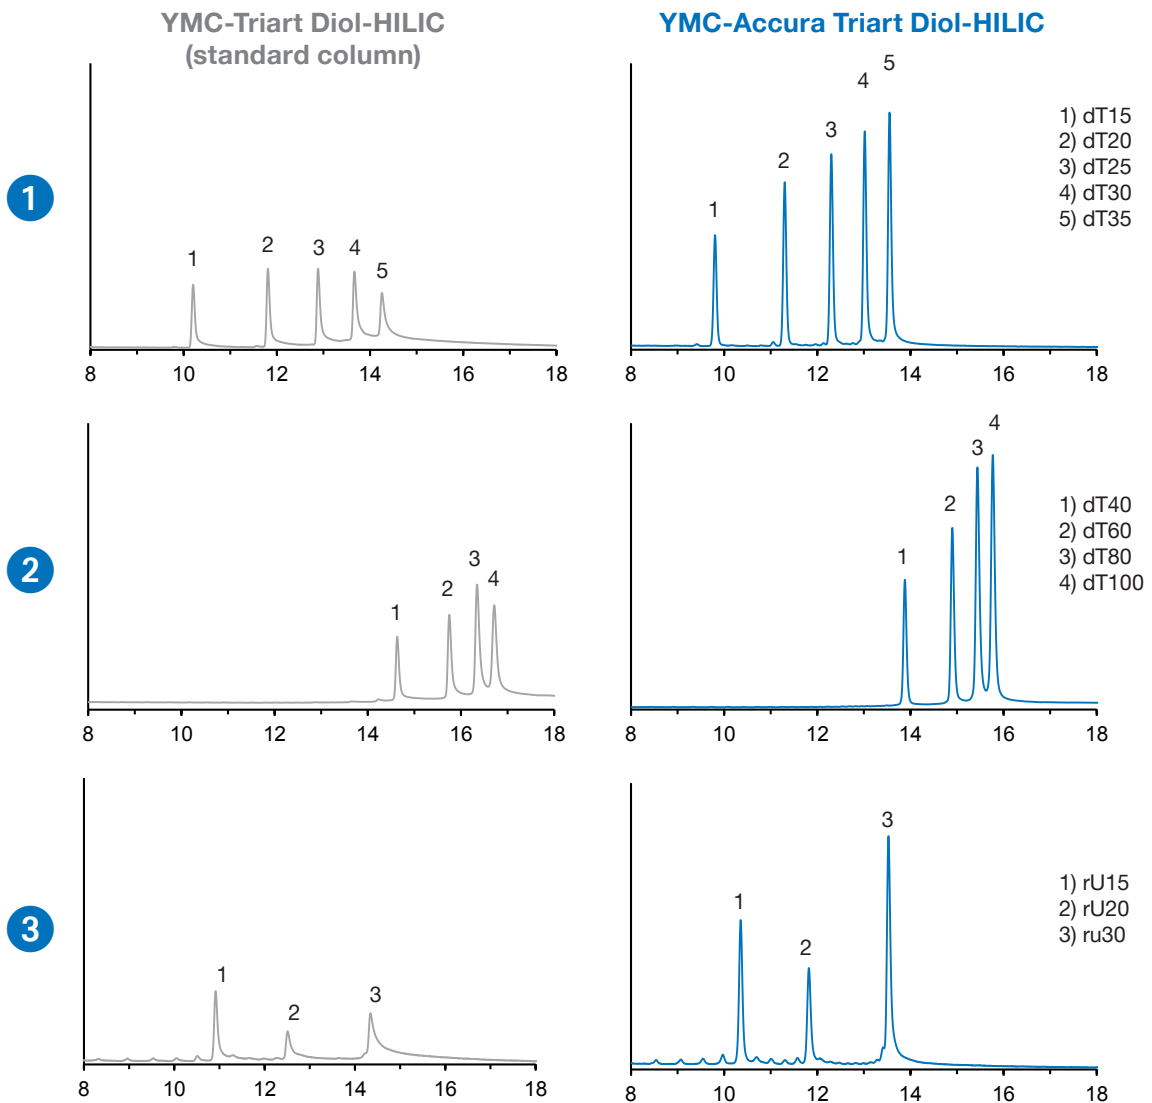 YMC-Triart Diol-HILIC
(standard column)
YMC-Accura Triart Diol-HILIC
1
1
2
3
4
5
8 10 12 14 16 18
1
2
3
4
5
8 10 12 14 16 18
1) dT15
2) dT20
3) dT25
4) dT30
5) dT35
2
1
2
3
4
8 10 12 14 16 18
1
2
3
4
8 10 12 14 16 18
1) dT40
2) dT60
3) dT80
4) dT100
3
1
2
3
8 10 12 14 16 18
1
2
3
8 10 12 14 16 18
1) rU15
2) rU20
3) ru30